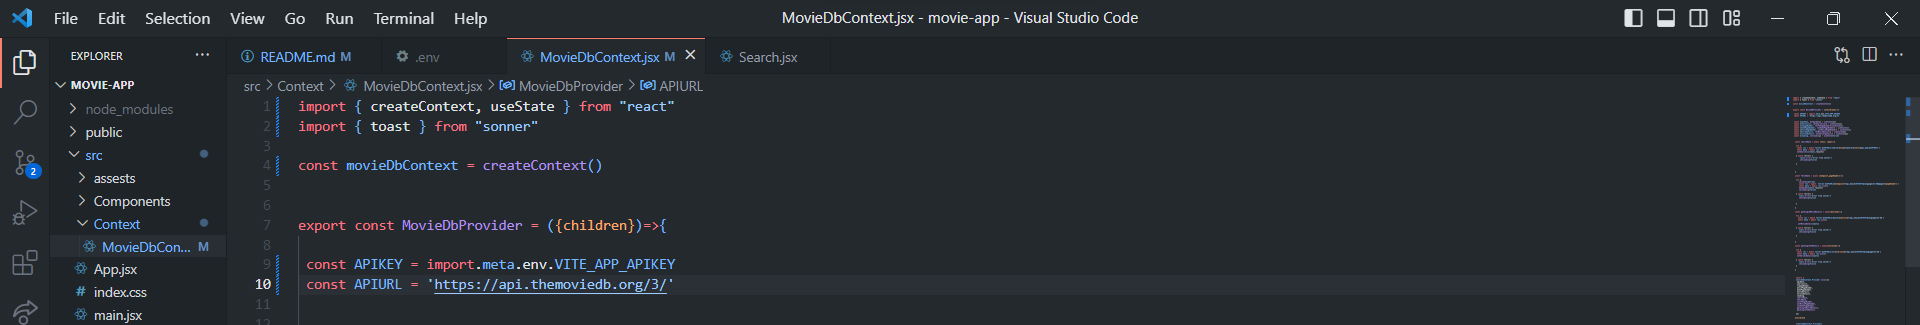 File Edit Selection View Go Run Terminal Help
MovieDbContext.jsx - movie-app - Visual Studio Code
EXPLORER
MOVIE-APP
node_modules
public
src
assests
Components
Context
MovieDbCon... M
App.jsx
# index.css
main.jsx
2
README.md M
.env
MovieDbContext.jsx M
Search.jsx
src > Context > MovieDbContext.jsx > MovieDbProvider > APIURL
1 import { createContext, useState } from "react"
2 import { toast } from "sonner"
3
4 const movieDbContext = createContext()
5
6
7 export const MovieDbProvider = ({children})=>{
8
9 const APIKEY = import.meta.env.VITE_APP_APIKEY
10 const APIURL = 'https://api.themoviedb.org/3/'
11
12